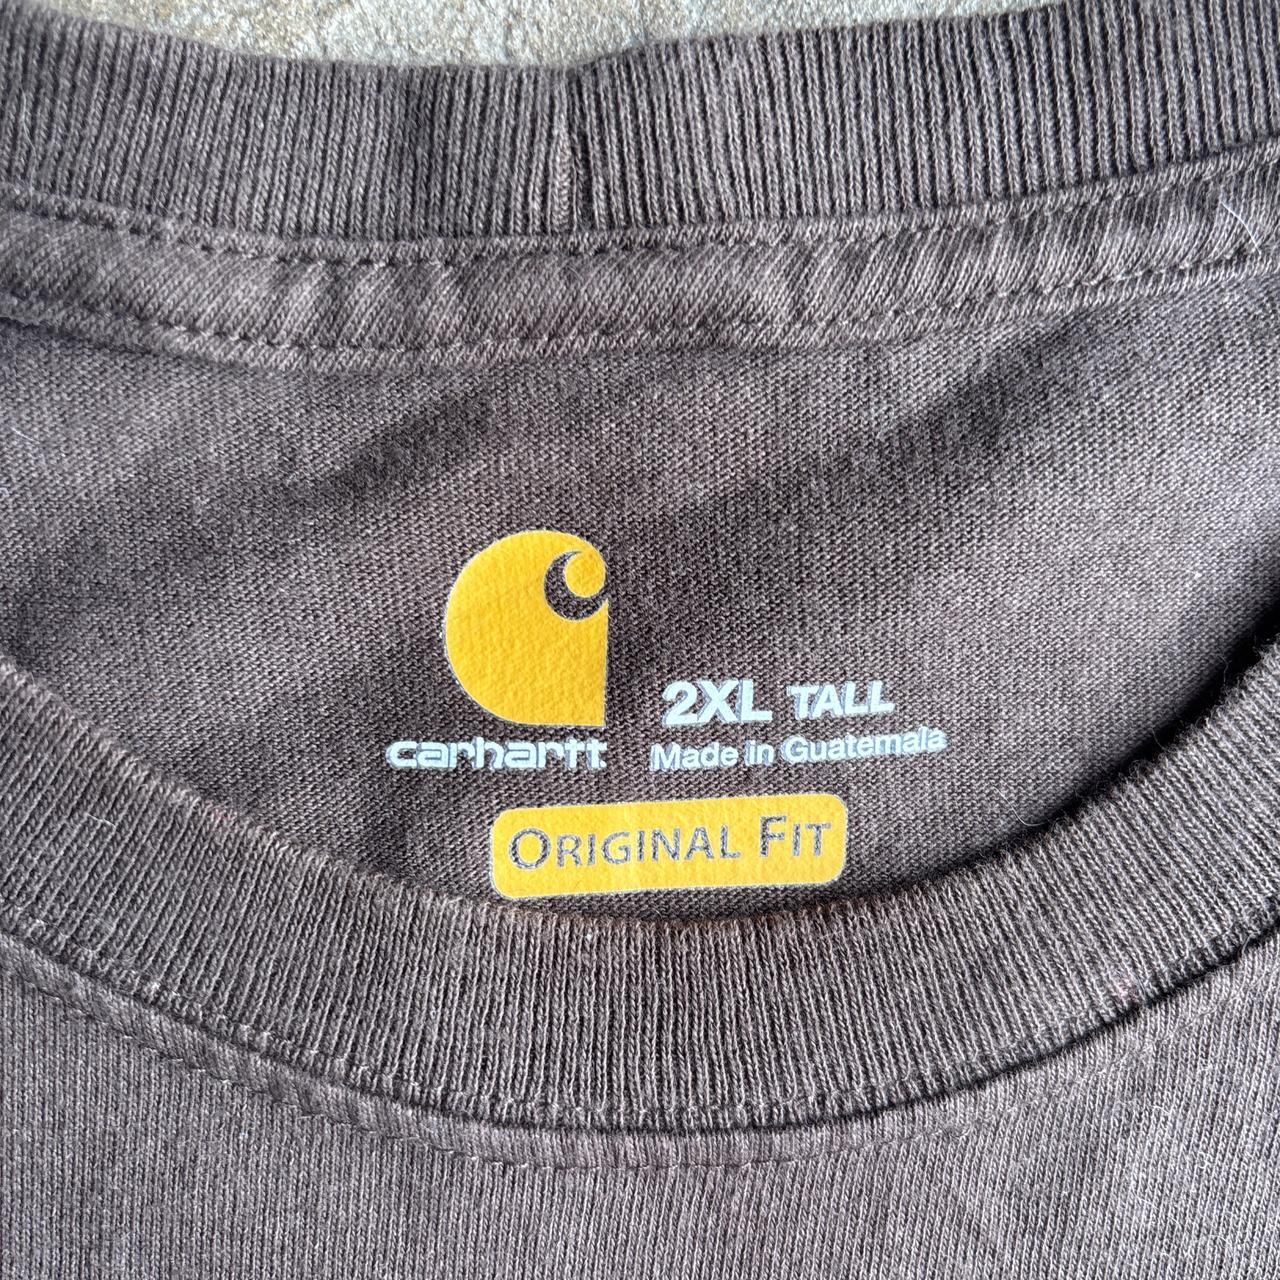 carhartt
2XL TALL
Made in Guatemala
ORIGINAL FIT